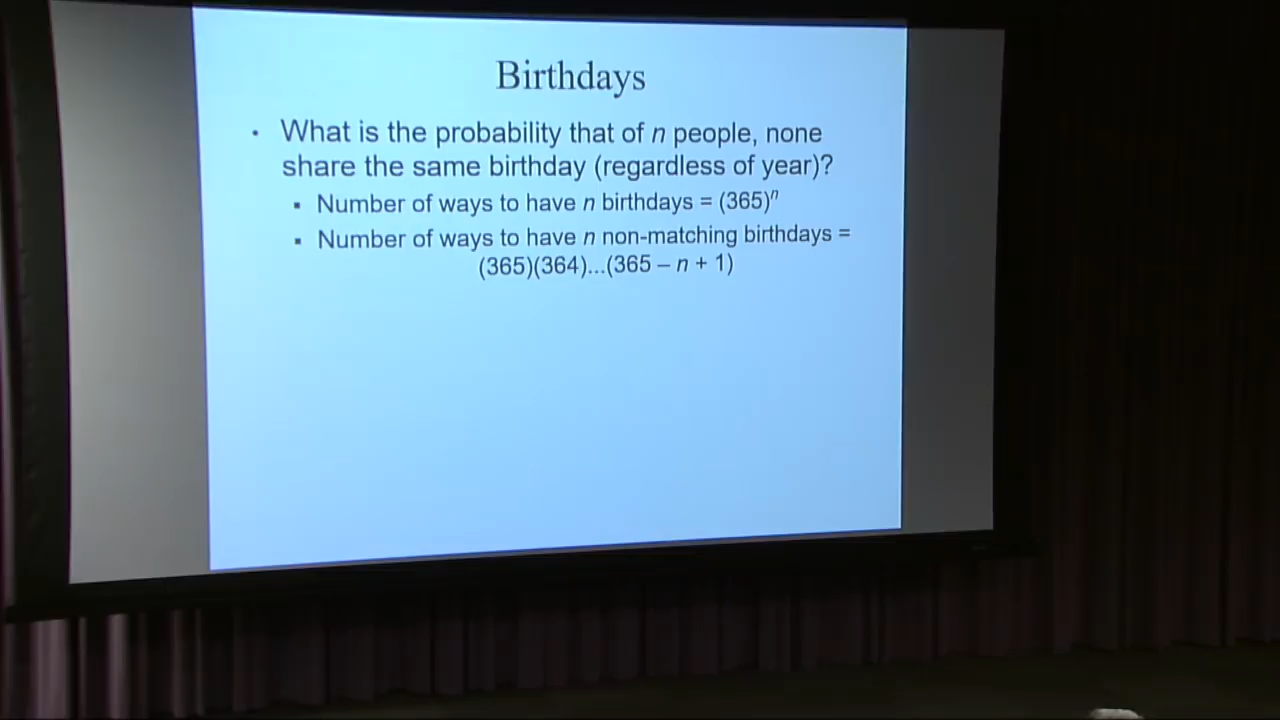 Birthdays
• What is the probability that of n people, none
share the same birthday (regardless of year)?
▪ Number of ways to have n birthdays = (365)ⁿ
▪ Number of ways to have n non-matching birthdays =
(365)(364)...(365 – n + 1)